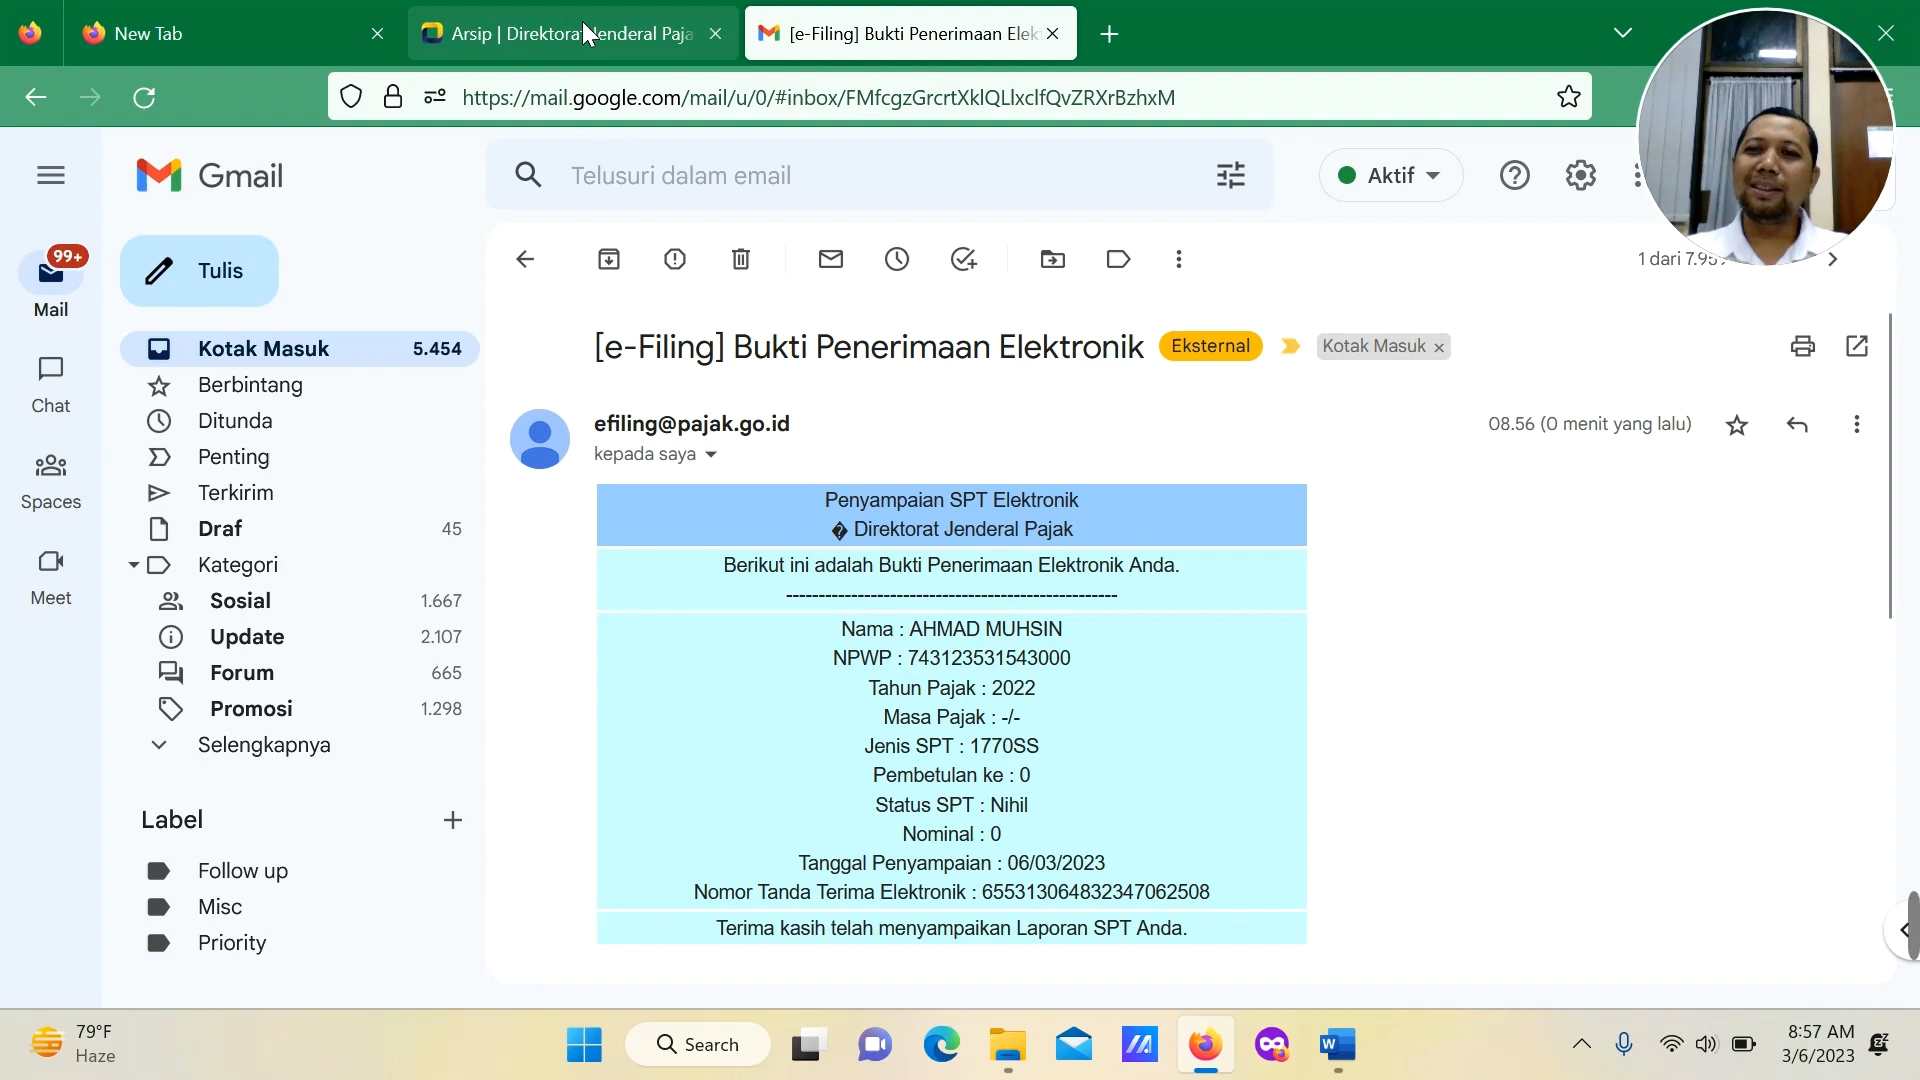 New Tab
Arsip | Direktorat Jenderal Paja
[e-Filing] Bukti Penerimaan Elek
https://mail.google.com/mail/u/0/#inbox/FMfcgzGrcrtXklQLlxclfQvZRXrBzhxM
Gmail
Telusuri dalam email
Aktif
99+
Mail
Chat
Spaces
Meet
Tulis
Kotak Masuk 5.454
Berbintang
Ditunda
Penting
Terkirim
Draf 45
Kategori
Sosial 1.667
Update 2.107
Forum 665
Promosi 1.298
Selengkapnya
Label
Follow up
Misc
Priority
1 dari
[e-Filing] Bukti Penerimaan Elektronik Eksternal Kotak Masuk
efiling@pajak.go.id
08.56 (0 menit yang lalu)
kepada saya
Penyampaian SPT Elektronik
� Direktorat Jenderal Pajak
Berikut ini adalah Bukti Penerimaan Elektronik Anda.
---------------------------------------------------
Nama : AHMAD MUHSIN
NPWP : 743123531543000
Tahun Pajak : 2022
Masa Pajak : -/-
Jenis SPT : 1770SS
Pembetulan ke : 0
Status SPT : Nihil
Nominal : 0
Tanggal Penyampaian : 06/03/2023
Nomor Tanda Terima Elektronik : 655313064832347062508
Terima kasih telah menyampaikan Laporan SPT Anda.
79°F
Haze
Search
8:57 AM
3/6/2023